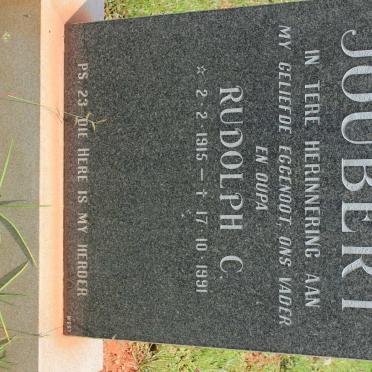 JOUBERT
IN TERE HERINNERING AAN
MY GELIEFDE EGGENOOT, ONS VADER
EN OUPA
RUDOLPH C.
☆ 2·2·1915 — † 17·10·1991
PS. 23 DIE HERE IS MY HERDER